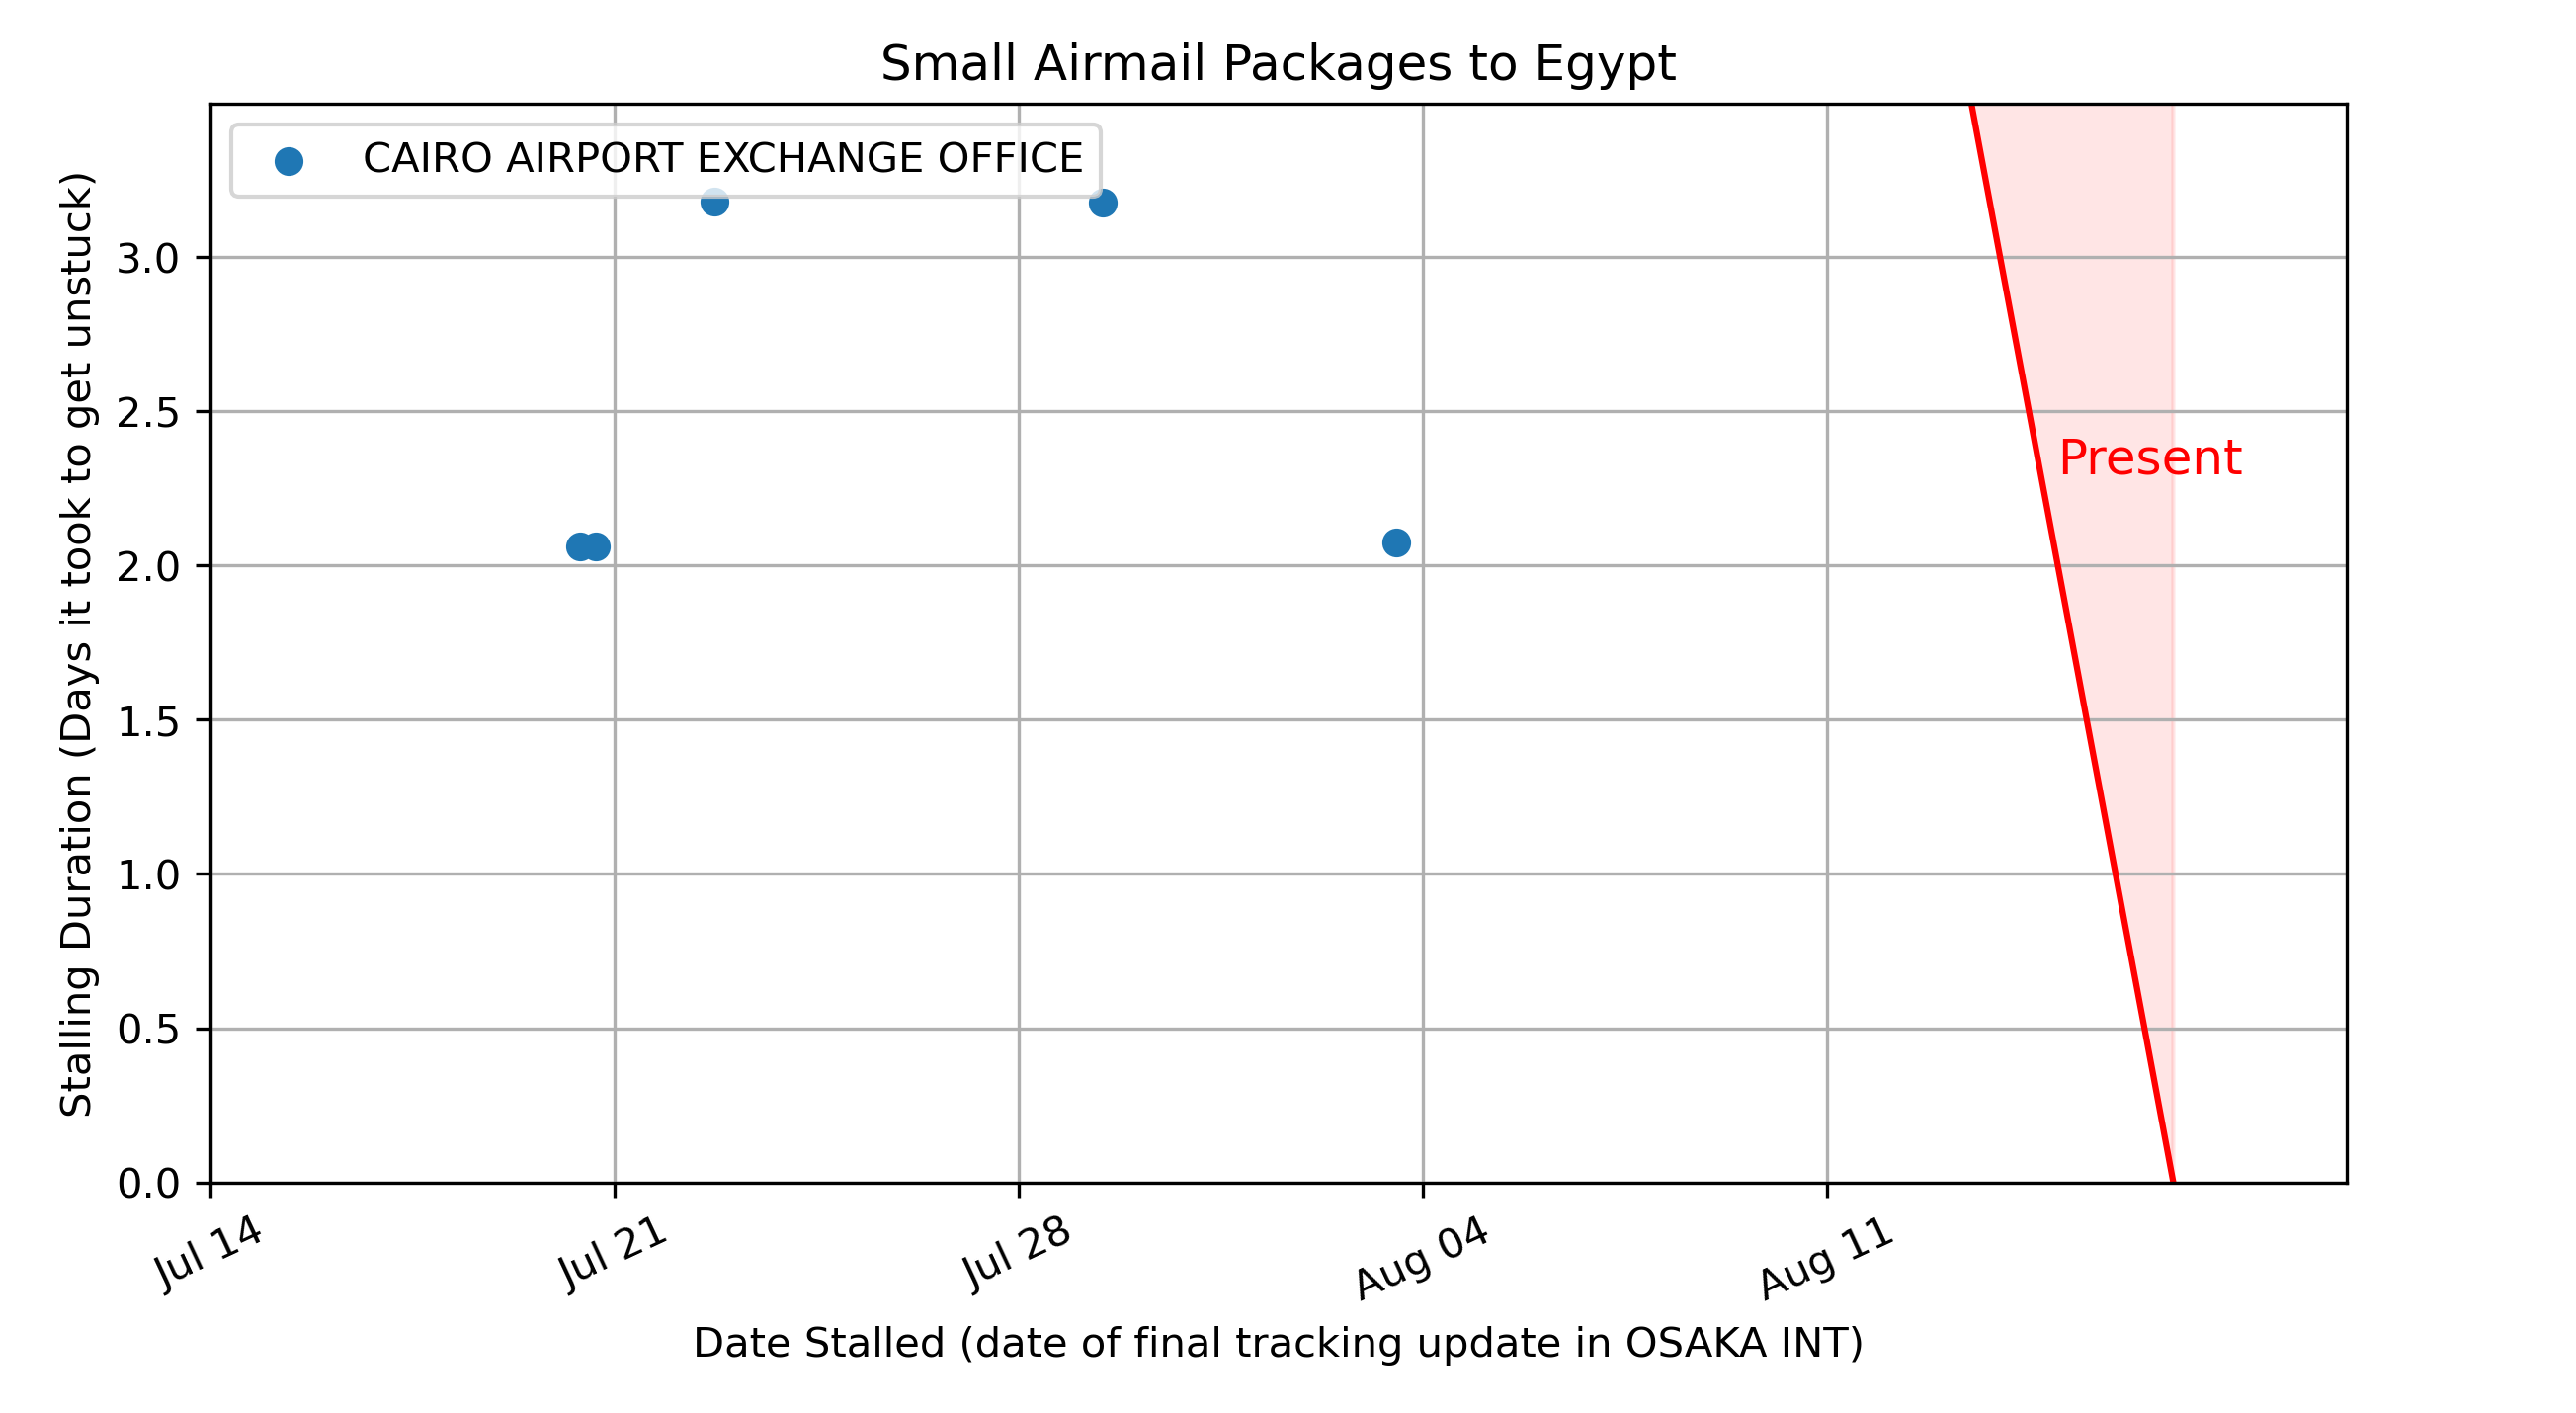 Small Airmail Packages to Egypt
CAIRO AIRPORT EXCHANGE OFFICE
Stalling Duration (Days it took to get unstuck)
3.0
2.5
2.0
1.5
1.0
0.5
0.0
Present
Jul 14
Jul 21
Jul 28
Aug 04
Aug 11
Date Stalled (date of final tracking update in OSAKA INT)